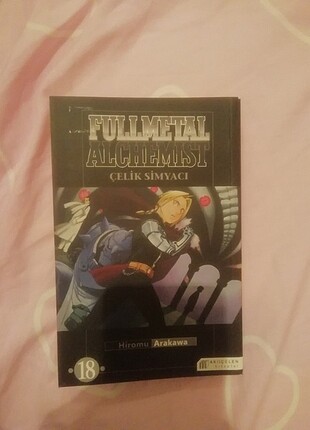 FULLMETAL
ALCHEMIST
ÇELİK SİMYACI
Hiromu Arakawa
18